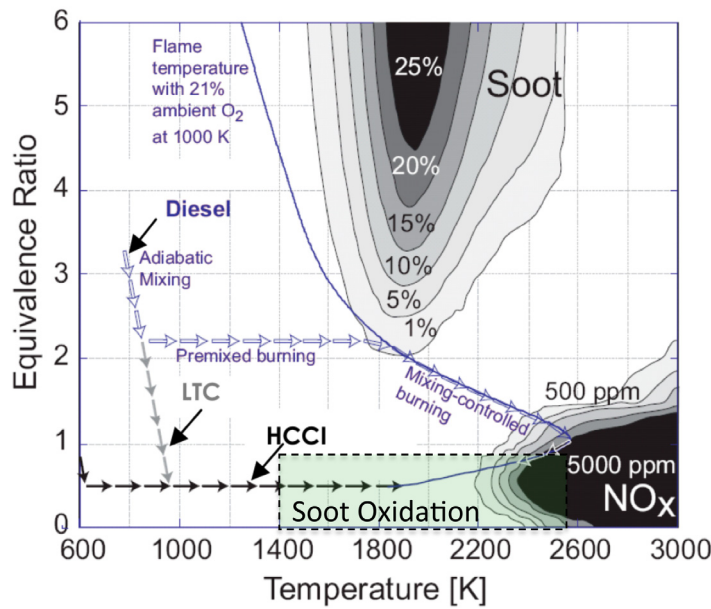 6
5
4
3
2
1
0
Equivalence Ratio
Flame
temperature
with 21%
ambient O₂
at 1000 K
25%
Soot
20%
15%
10%
5%
1%
Diesel
Adiabatic
Mixing
Premixed burning
Mixing-controlled
burning
LTC
HCCI
500 ppm
5000 ppm
NOx
Soot Oxidation
600
1000
1400
1800
2200
2600
3000
Temperature [K]